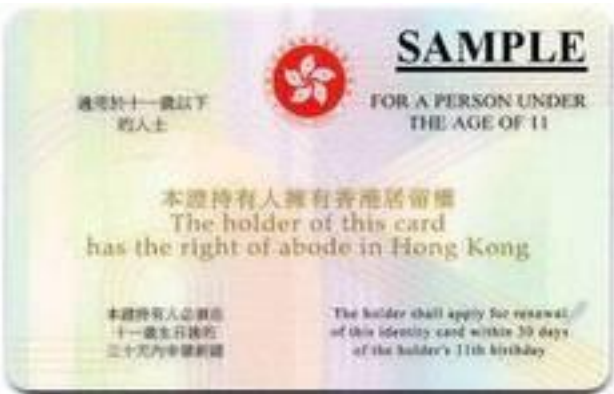 SAMPLE
適用於十一歲以下
的人士
FOR A PERSON UNDER
THE AGE OF 11
本證持有人擁有香港居留權
The holder of this card
has the right of abode in Hong Kong
本證持有人必須在
十一歲生日後的
三十天內
The holder shall apply for renewal
of this identity card within 30 days
of the holder's 11th birthday